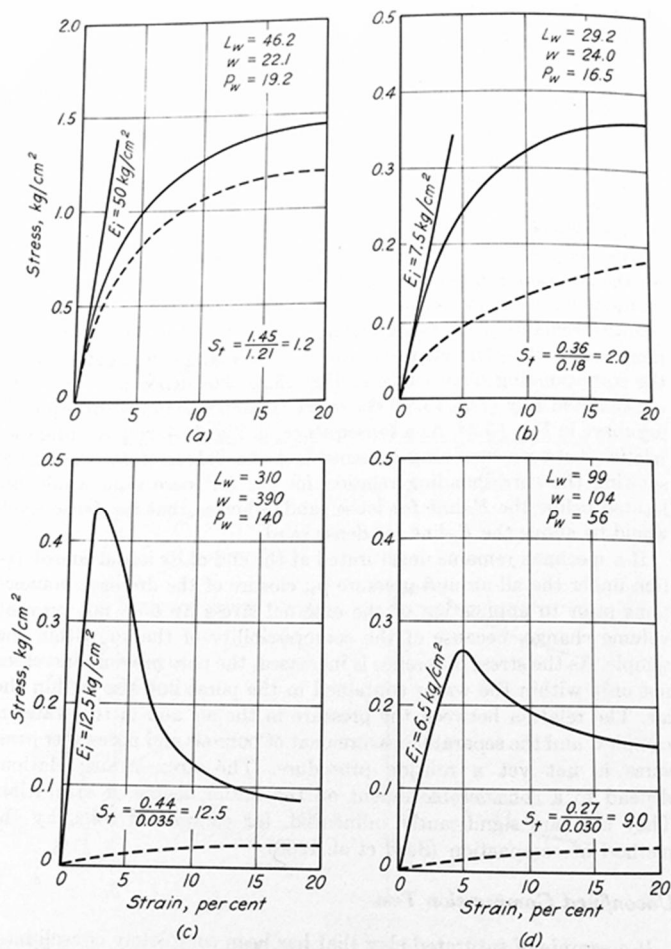 2.0
1.5
1.0
0.5
0
Stress, kg/cm²
L_w = 46.2
w = 22.1
P_w = 19.2
E_i = 50 kg/cm²
S_t = 1.45/1.21 = 1.2
0 5 10 15 20
(a)
0.5
0.4
0.3
0.2
0.1
0
L_w = 29.2
w = 24.0
P_w = 16.5
E_i = 7.5 kg/cm²
S_t = 0.36/0.18 = 2.0
0 5 10 15 20
(b)
0.5
0.4
0.3
0.2
0.1
0
Stress, kg/cm²
L_w = 310
w = 390
P_w = 140
E_i = 12.5 kg/cm²
S_t = 0.44/0.035 = 12.5
0 5 10 15 20
Strain, per cent
(c)
0.5
0.4
0.3
0.2
0.1
0
L_w = 99
w = 104
P_w = 56
S_t = 0.27/0.030 = 9.0
0 5 10 15 20
Strain, per cent
(d)